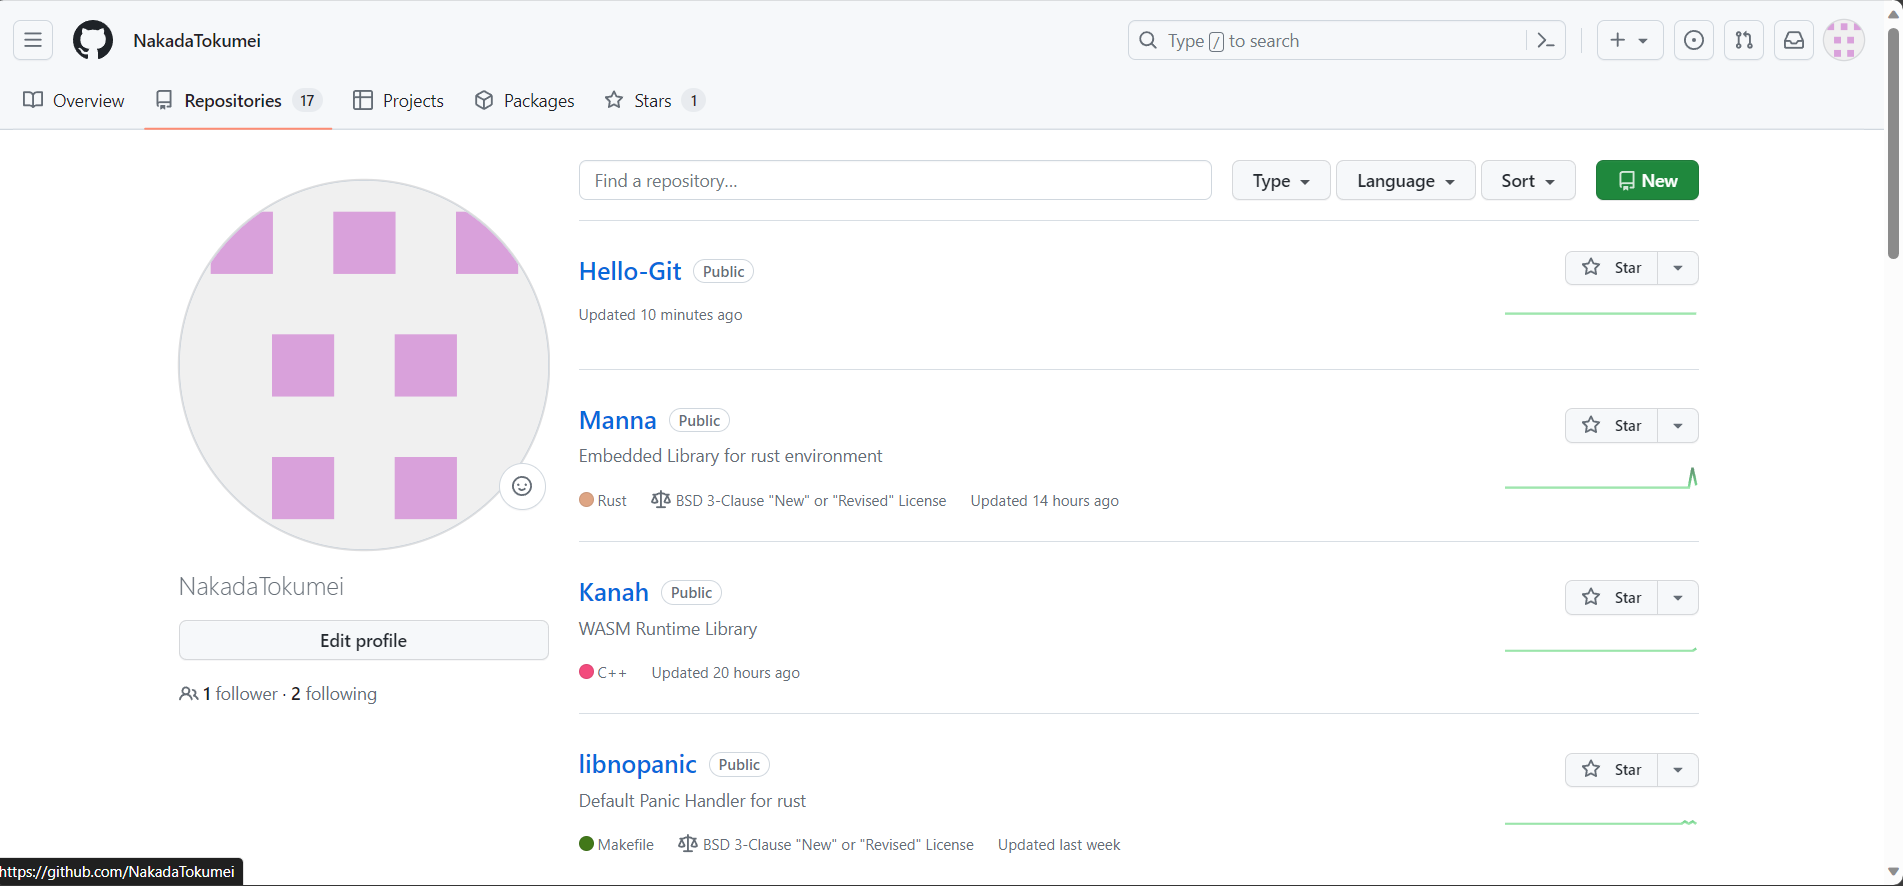 NakadaTokumei
Type / to search
Overview
Repositories 17
Projects
Packages
Stars 1
Find a repository...
Type
Language
Sort
New
Hello-Git Public
Star
Updated 10 minutes ago
Manna Public
Star
Embedded Library for rust environment
Rust BSD 3-Clause "New" or "Revised" License Updated 14 hours ago
Kanah Public
Star
WASM Runtime Library
C++ Updated 20 hours ago
libnopanic Public
Star
Default Panic Handler for rust
Makefile BSD 3-Clause "New" or "Revised" License Updated last week
NakadaTokumei
Edit profile
1 follower · 2 following
https://github.com/NakadaTokumei